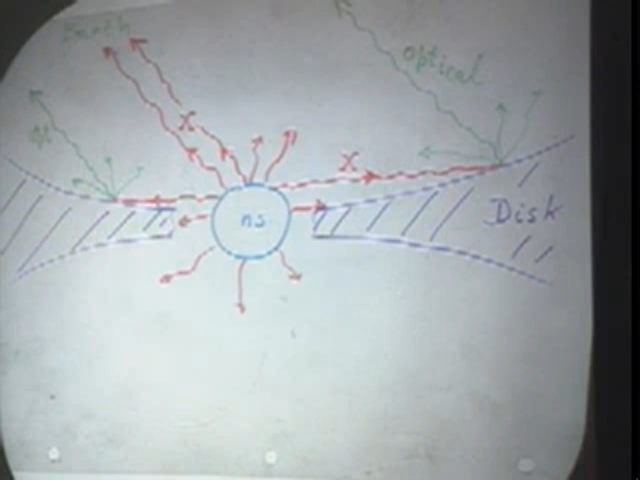 Earth
optical
X
X
ns
Disk